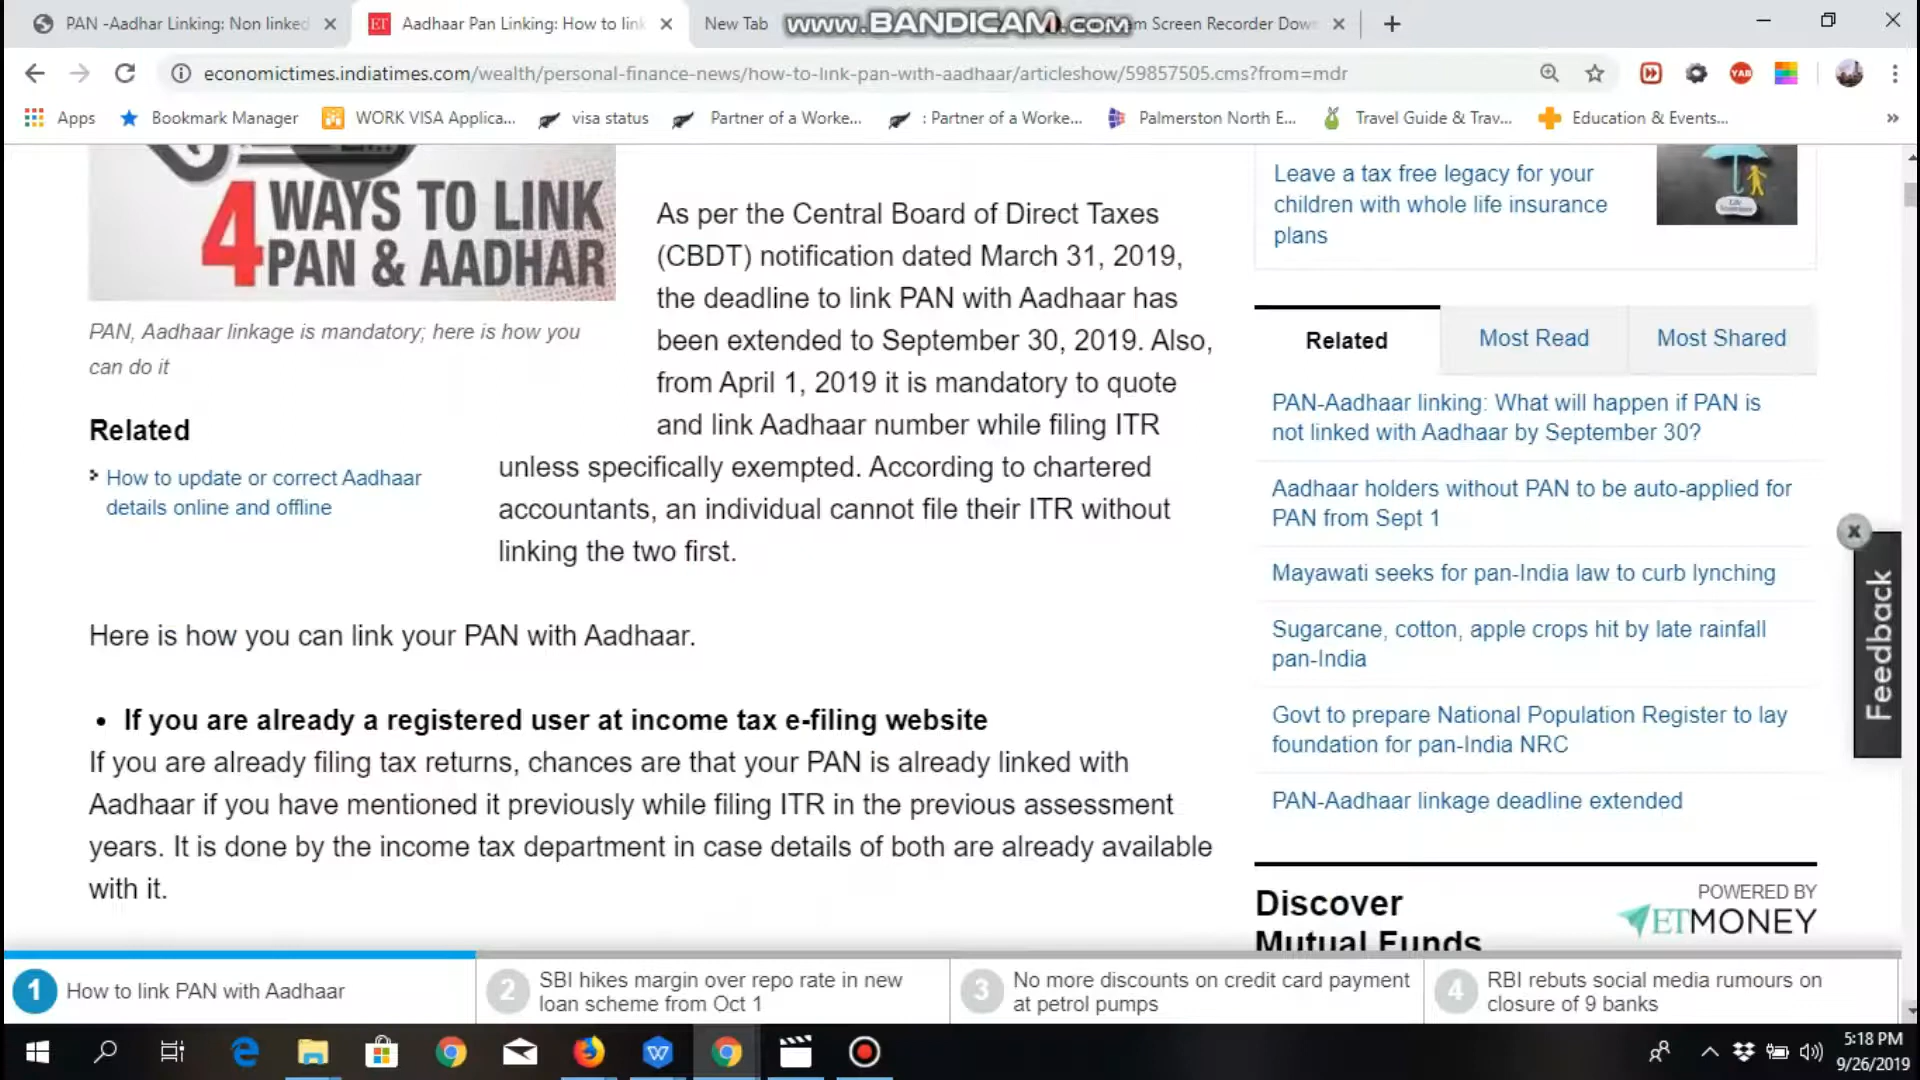 PAN -Aadhar Linking: Non linked
ET Aadhaar Pan Linking: How to link
New Tab
www.BANDICAM.com
m Screen Recorder Dow
economictimes.indiatimes.com/wealth/personal-finance-news/how-to-link-pan-with-aadhaar/articleshow/59857505.cms?from=mdr
YAB
Apps
Bookmark Manager
WORK VISA Applica...
visa status
Partner of a Worke...
: Partner of a Worke...
Palmerston North E...
Travel Guide & Trav...
Education & Events...
4 WAYS TO LINK
PAN & AADHAR
PAN, Aadhaar linkage is mandatory; here is how you
can do it
Related
How to update or correct Aadhaar
details online and offline
As per the Central Board of Direct Taxes
(CBDT) notification dated March 31, 2019,
the deadline to link PAN with Aadhaar has
been extended to September 30, 2019. Also,
from April 1, 2019 it is mandatory to quote
and link Aadhaar number while filing ITR
unless specifically exempted. According to chartered
accountants, an individual cannot file their ITR without
linking the two first.
Here is how you can link your PAN with Aadhaar.
• If you are already a registered user at income tax e-filing website
If you are already filing tax returns, chances are that your PAN is already linked with
Aadhaar if you have mentioned it previously while filing ITR in the previous assessment
years. It is done by the income tax department in case details of both are already available
with it.
Leave a tax free legacy for your
children with whole life insurance
plans
Related
Most Read
Most Shared
PAN-Aadhaar linking: What will happen if PAN is
not linked with Aadhaar by September 30?
Aadhaar holders without PAN to be auto-applied for
PAN from Sept 1
Mayawati seeks for pan-India law to curb lynching
Sugarcane, cotton, apple crops hit by late rainfall
pan-India
Govt to prepare National Population Register to lay
foundation for pan-India NRC
PAN-Aadhaar linkage deadline extended
Feedback
Discover
Mutual Funds
POWERED BY
ETMONEY
1 How to link PAN with Aadhaar
2 SBI hikes margin over repo rate in new
loan scheme from Oct 1
3 No more discounts on credit card payment
at petrol pumps
4 RBI rebuts social media rumours on
closure of 9 banks
5:18 PM
9/26/2019